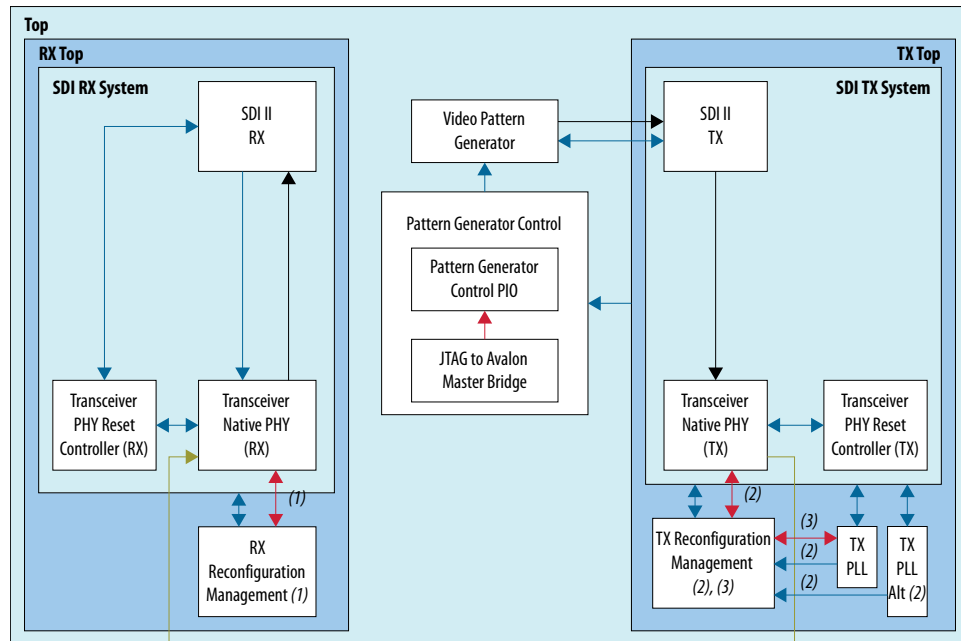 Top
RX Top
SDI RX System
SDI II
RX
Transceiver
PHY Reset
Controller (RX)
Transceiver
Native PHY
(RX)
(1)
RX
Reconfiguration
Management (1)
Video Pattern
Generator
Pattern Generator Control
Pattern Generator
Control PIO
JTAG to Avalon
Master Bridge
TX Top
SDI TX System
SDI II
TX
Transceiver
Native PHY
(TX)
Transceiver
PHY Reset
Controller (TX)
(2)
TX Reconfiguration
Management
(2), (3)
(3)
(2)
(2)
TX
PLL
TX
PLL
Alt (2)